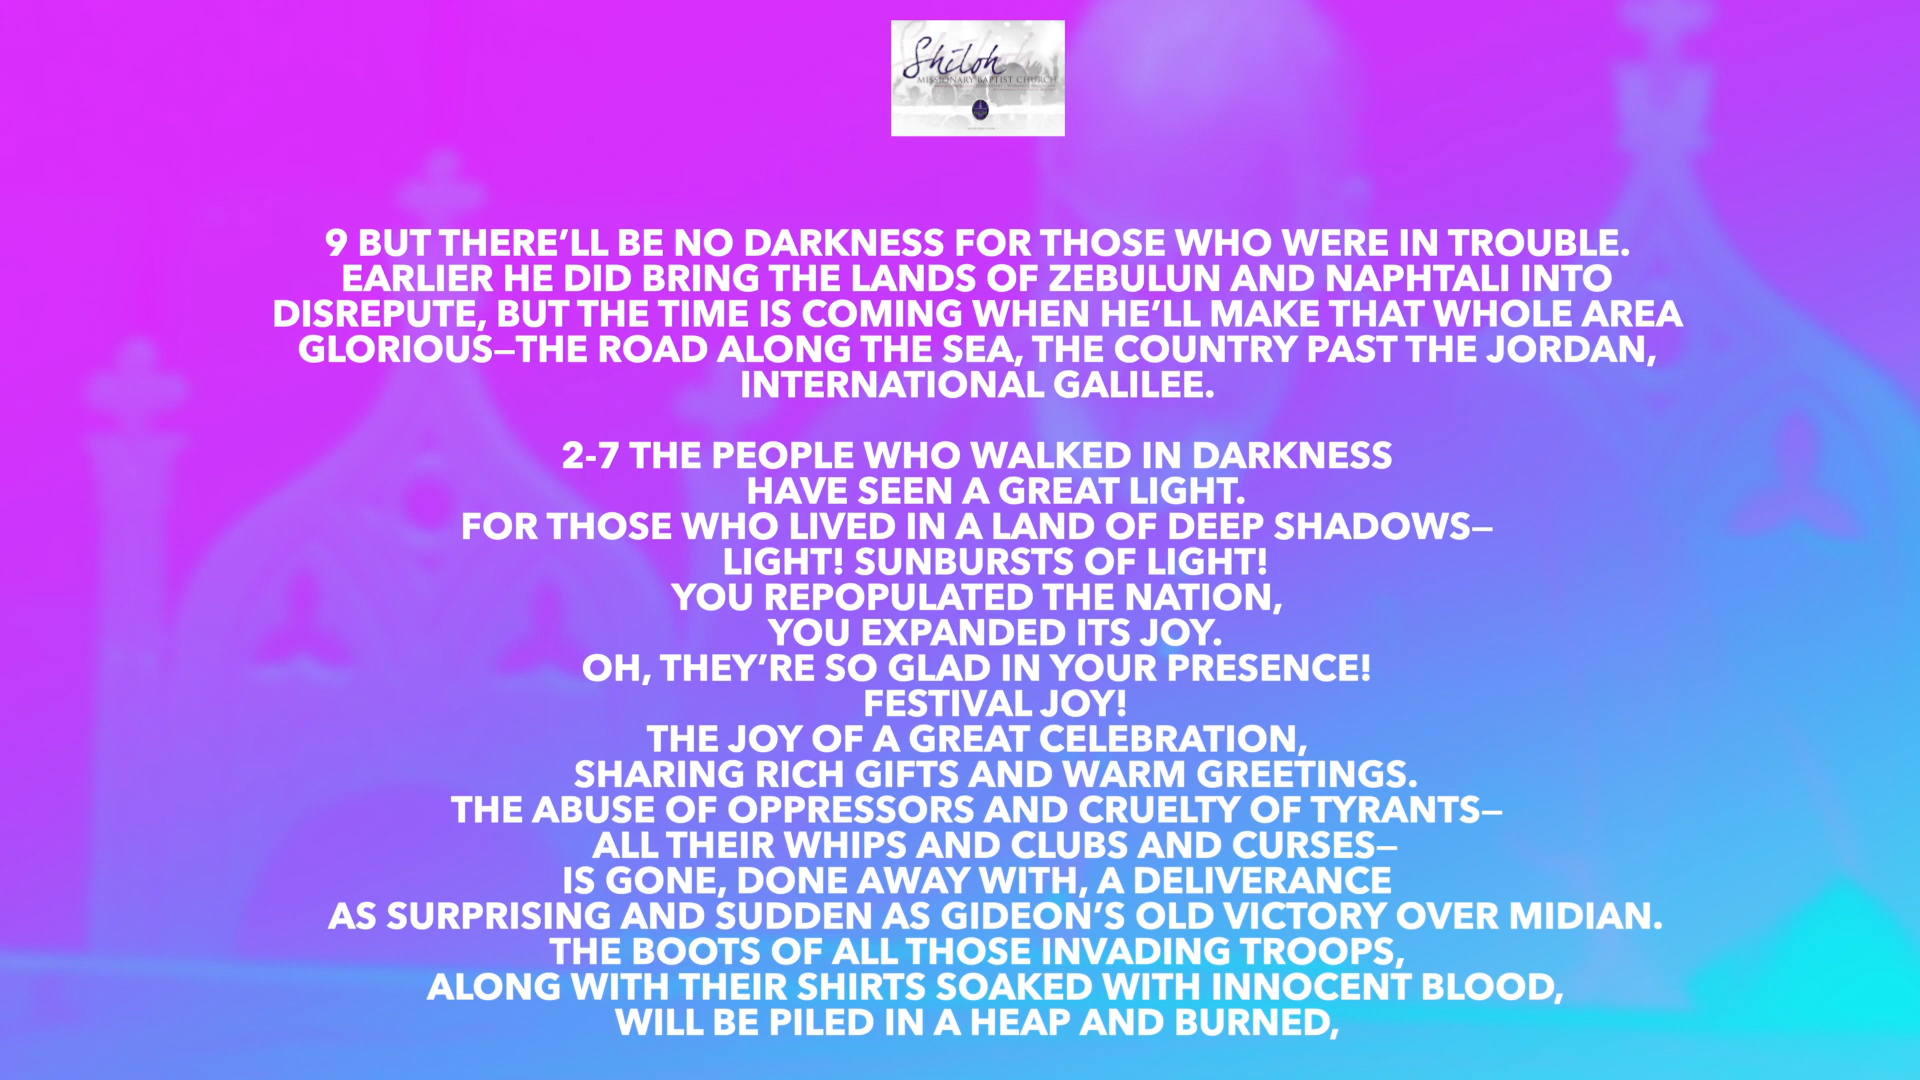 Shiloh
MISSIONARY BAPTIST CHURCH
9 BUT THERE’LL BE NO DARKNESS FOR THOSE WHO WERE IN TROUBLE.
EARLIER HE DID BRING THE LANDS OF ZEBULUN AND NAPHTALI INTO
DISREPUTE, BUT THE TIME IS COMING WHEN HE’LL MAKE THAT WHOLE AREA
GLORIOUS—THE ROAD ALONG THE SEA, THE COUNTRY PAST THE JORDAN,
INTERNATIONAL GALILEE.
2-7 THE PEOPLE WHO WALKED IN DARKNESS
HAVE SEEN A GREAT LIGHT.
FOR THOSE WHO LIVED IN A LAND OF DEEP SHADOWS—
LIGHT! SUNBURSTS OF LIGHT!
YOU REPOPULATED THE NATION,
YOU EXPANDED ITS JOY.
OH, THEY’RE SO GLAD IN YOUR PRESENCE!
FESTIVAL JOY!
THE JOY OF A GREAT CELEBRATION,
SHARING RICH GIFTS AND WARM GREETINGS.
THE ABUSE OF OPPRESSORS AND CRUELTY OF TYRANTS—
ALL THEIR WHIPS AND CLUBS AND CURSES—
IS GONE, DONE AWAY WITH, A DELIVERANCE
AS SURPRISING AND SUDDEN AS GIDEON’S OLD VICTORY OVER MIDIAN.
THE BOOTS OF ALL THOSE INVADING TROOPS,
ALONG WITH THEIR SHIRTS SOAKED WITH INNOCENT BLOOD,
WILL BE PILED IN A HEAP AND BURNED,